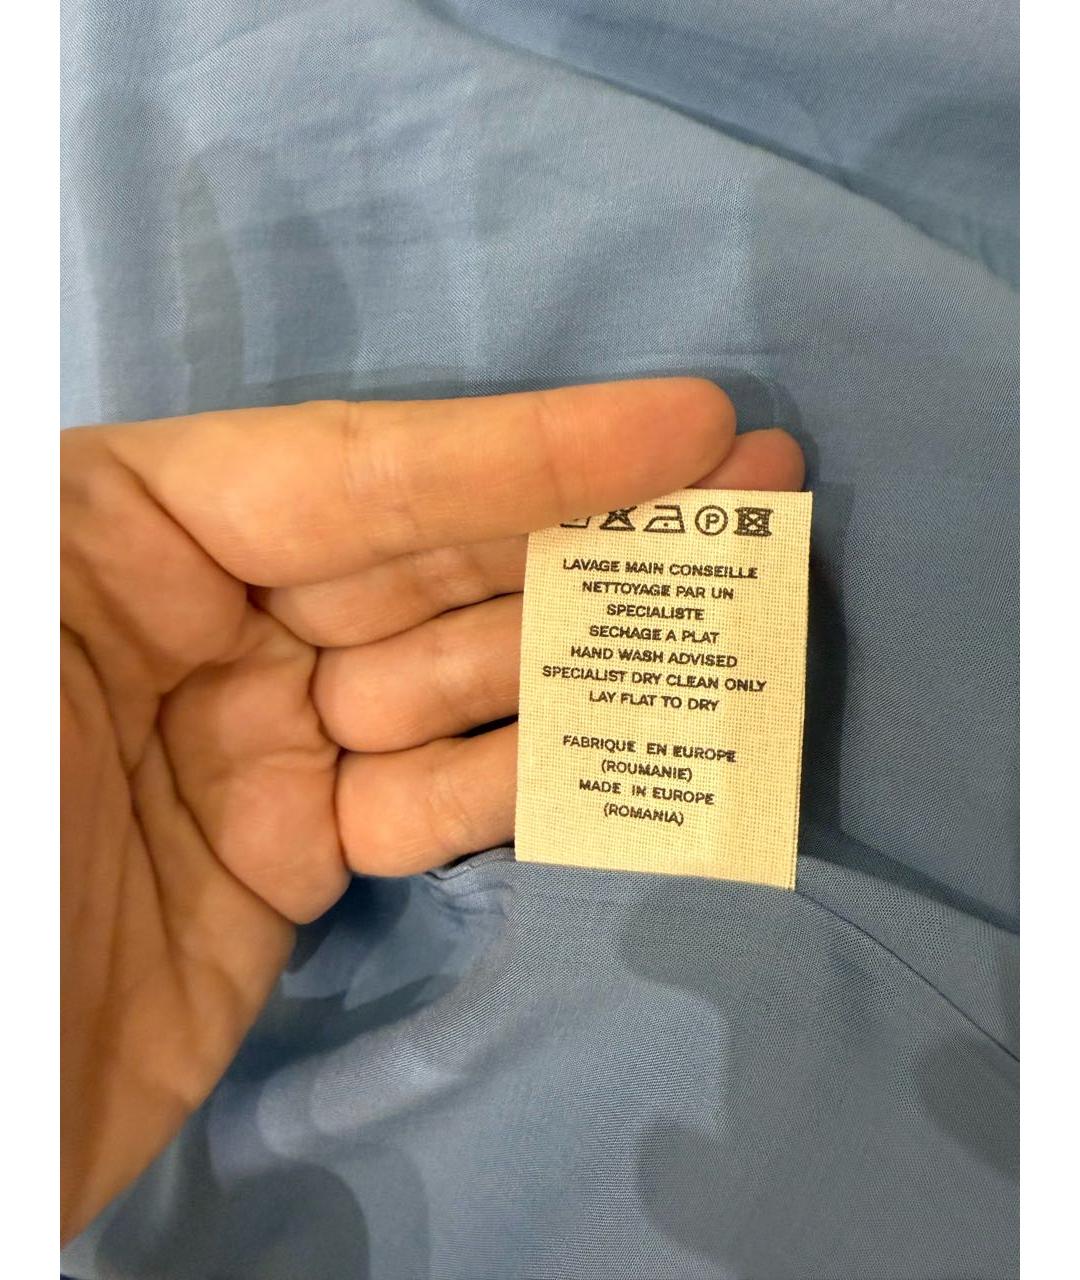 P
LAVAGE MAIN CONSEILLE
NETTOYAGE PAR UN
SPECIALISTE
SECHAGE A PLAT
HAND WASH ADVISED
SPECIALIST DRY CLEAN ONLY
LAY FLAT TO DRY
FABRIQUE EN EUROPE
(ROUMANIE)
MADE IN EUROPE
(ROMANIA)